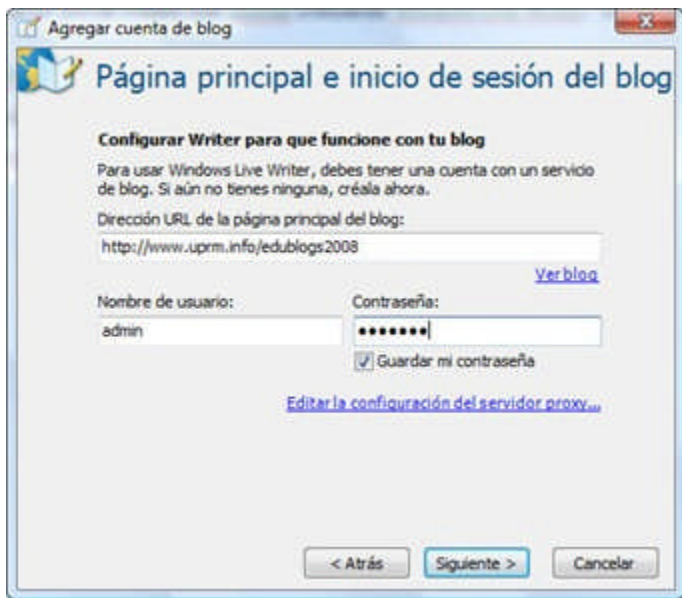 Agregar cuenta de blog
Página principal e inicio de sesión del blog
Configurar Writer para que funcione con tu blog
Para usar Windows Live Writer, debes tener una cuenta con un servicio
de blog. Si aún no tienes ninguna, créala ahora.
Dirección URL de la página principal del blog:
http://www.uprm.info/edublogs2008
Ver blog
Nombre de usuario: Contraseña:
admin •••••••
Guardar mi contraseña
Editar la configuración del servidor proxy...
< Atrás Siguiente > Cancelar